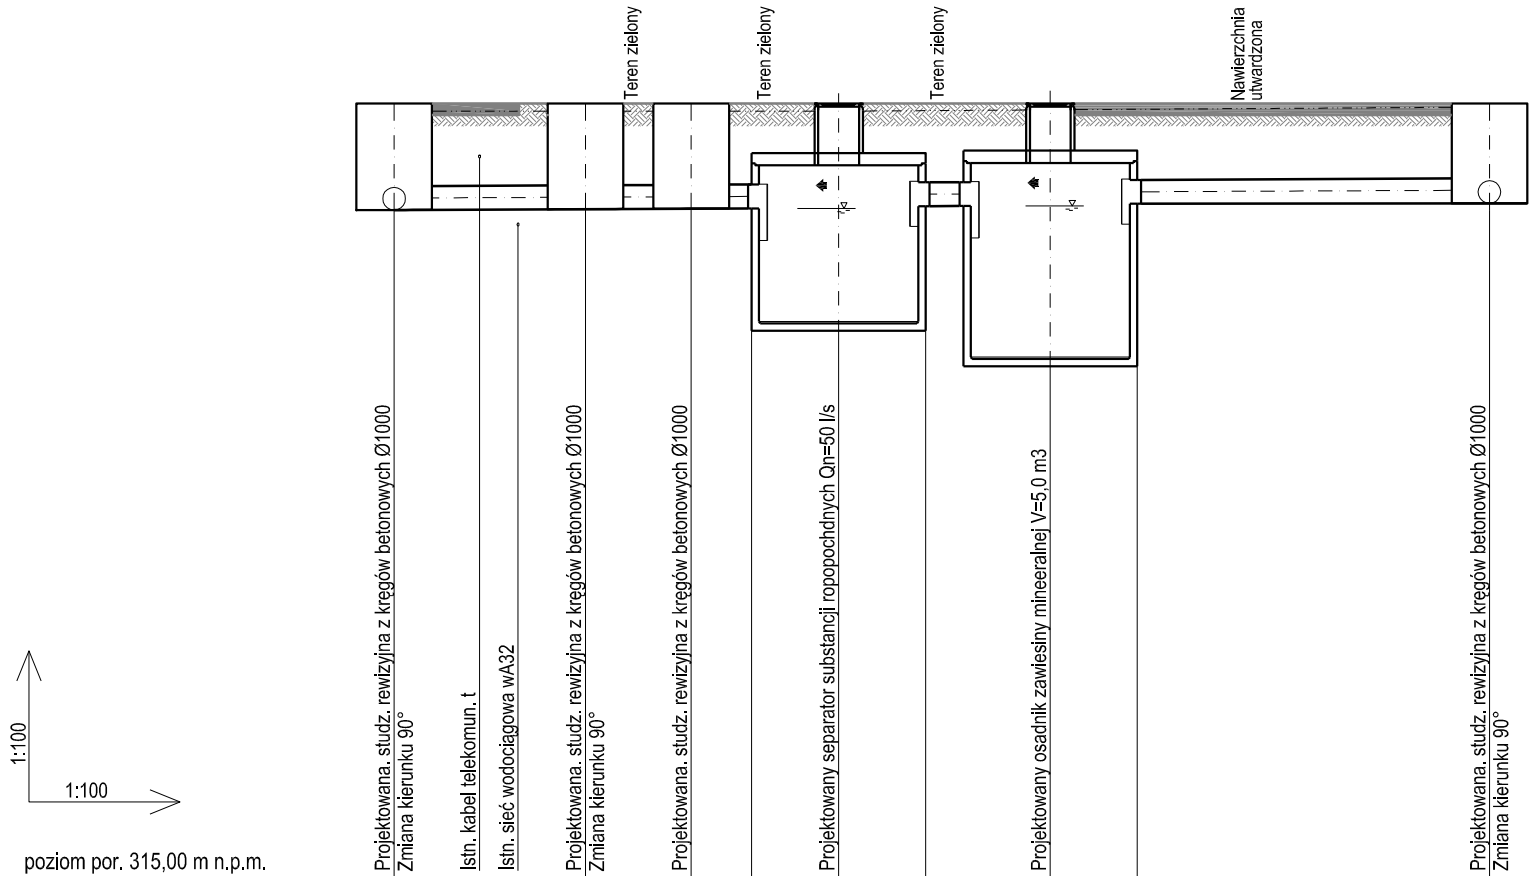 Teren zielony
Teren zielony
Teren zielony
Nawierzchnia
utwardzona
Projektowana. studz. rewizyjna z kręgów betonowych Ø1000
Zmiana kierunku 90°
Istn. kabel telekomun. t
Istn. sieć wodociągowa wA32
Projektowana. studz. rewizyjna z kręgów betonowych Ø1000
Zmiana kierunku 90°
Projektowana. studz. rewizyjna z kręgów betonowych Ø1000
Projektowany separator substancji ropopochdnych Qn=50 l/s
Projektowany osadnik zawiesiny mineeralnej V=5,0 m3
Projektowana. studz. rewizyjna z kręgów betonowych Ø1000
Zmiana kierunku 90°
1:100
1:100
poziom por. 315,00 m n.p.m.